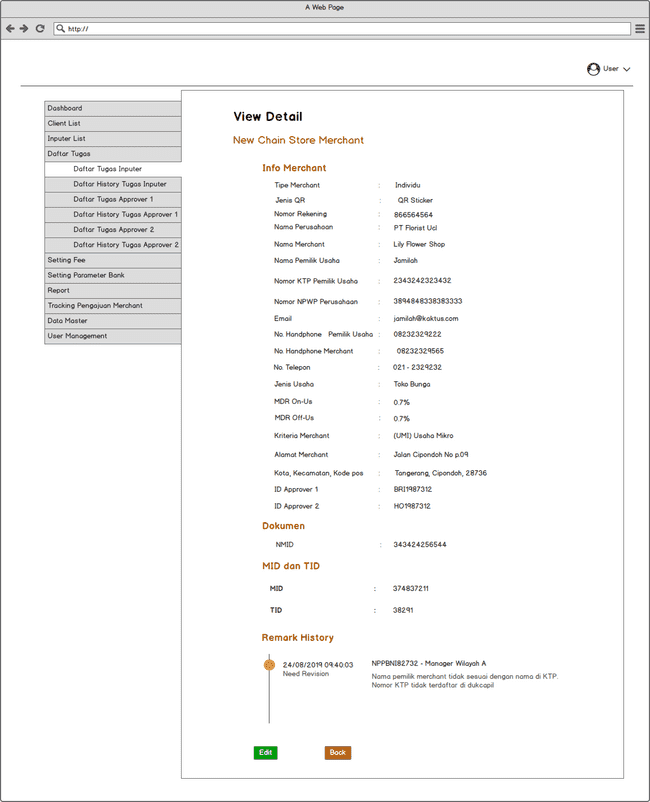 A Web Page
http://
User
Dashboard
Client List
Inputer List
Daftar Tugas
Daftar Tugas Inputer
Daftar History Tugas Inputer
Daftar Tugas Approver 1
Daftar History Tugas Approver 1
Daftar Tugas Approver 2
Daftar History Tugas Approver 2
Setting Fee
Setting Parameter Bank
Report
Tracking Pengajuan Merchant
Data Master
User Management
View Detail
New Chain Store Merchant
Info Merchant
Tipe Merchant : Individu
Jenis QR : QR Sticker
Nomor Rekening : 866564564
Nama Perusahaan : PT Florist Ucl
Nama Merchant : Lily Flower Shop
Nama Pemilik Usaha : Jamilah
Nomor KTP Pemilik Usaha : 2343242323432
Nomor NPWP Perusahaan : 3894848338383333
Email : jamilah@kaktus.com
No. Handphone Pemilik Usaha : 08232329222
No. Handphone Merchant : 08232329565
No. Telepon : 021 - 2329232
Jenis Usaha : Toko Bunga
MDR On-Us : 0.7%
MDR Off-Us : 0.7%
Kriteria Merchant : (UMI) Usaha Mikro
Alamat Merchant : Jalan Cipondoh No p.09
Kota, Kecamatan, Kode pos : Tangerang, Cipondoh, 28736
ID Approver 1 : BRI1987312
ID Approver 2 : HO1987312
Dokumen
NMID : 343424256544
MID dan TID
MID : 374837211
TID : 38291
Remark History
24/08/2019 09:40:03 NPPBNI82732 - Manager Wilayah A
Need Revision Nama pemilik merchant tidak sesuai dengan nama di KTP.
Nomor KTP tidak terdaftar di dukcapil
Edit Back